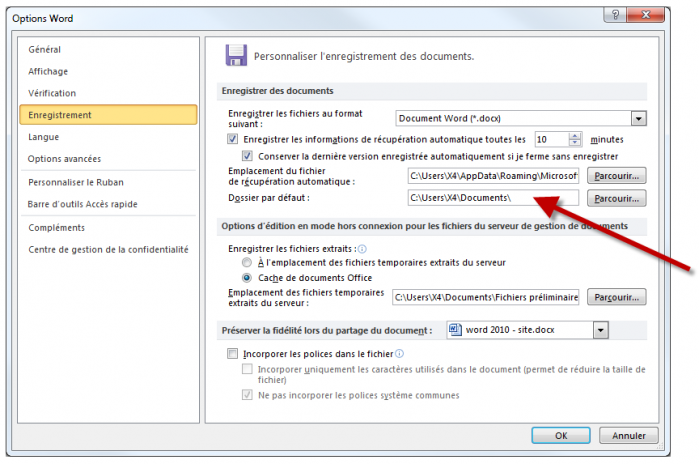 Options Word
Général
Affichage
Vérification
Enregistrement
Langue
Options avancées
Personnaliser le Ruban
Barre d'outils Accès rapide
Compléments
Centre de gestion de la confidentialité
Personnaliser l'enregistrement des documents.
Enregistrer des documents
Enregistrer les fichiers au format
suivant :
Document Word (*.docx)
Enregistrer les informations de récupération automatique toutes les 10 minutes
Conserver la dernière version enregistrée automatiquement si je ferme sans enregistrer
Emplacement du fichier
de récupération automatique :
C:\Users\X4\AppData\Roaming\Microsof
Parcourir...
Dossier par défaut :
C:\Users\X4\Documents\
Parcourir...
Options d'édition en mode hors connexion pour les fichiers du serveur de gestion de documents
Enregistrer les fichiers extraits :
À l'emplacement des fichiers temporaires extraits du serveur
Cache de documents Office
Emplacement des fichiers temporaires
extraits du serveur :
C:\Users\X4\Documents\Fichiers préliminaire
Parcourir...
Préserver la fidélité lors du partage du document :
word 2010 - site.docx
Incorporer les polices dans le fichier
Incorporer uniquement les caractères utilisés dans le document (permet de réduire la taille de
fichier)
Ne pas incorporer les polices système communes
OK
Annuler